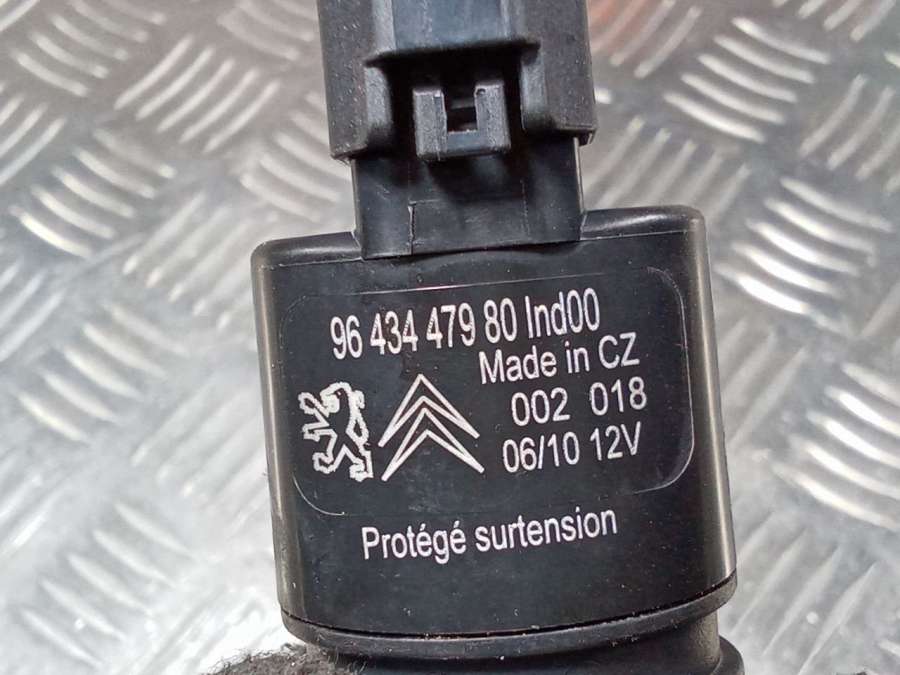 96 434 479 80 Ind00
Made in CZ
002 018
06/10 12V
Protégé surtension